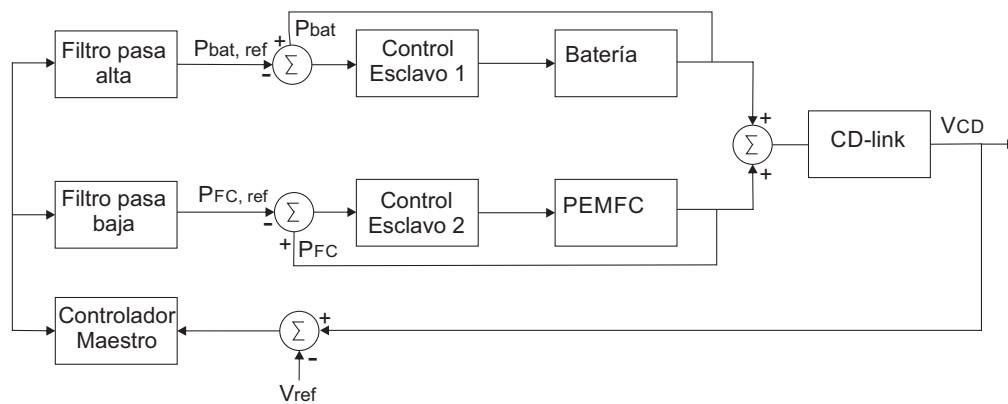 Filtro pasa
alta
Pbat, ref
+
Pbat
-
Σ
Control
Esclavo 1
Batería
+
Σ
+
CD-link
VCD
Filtro pasa
baja
PFC, ref
-
Σ
+
PFC
Control
Esclavo 2
PEMFC
Controlador
Maestro
Σ
+
-
Vref